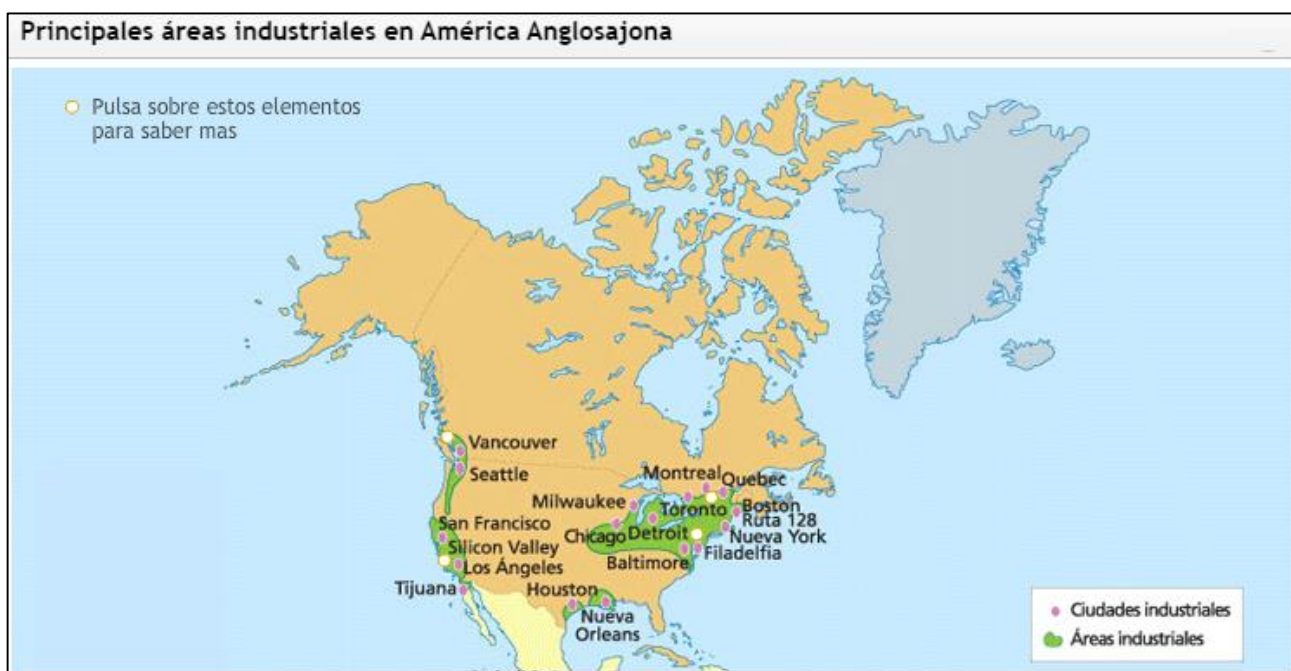 Principales áreas industriales en América Anglosajona
Pulsa sobre estos elementos
para saber mas
Vancouver
Seattle
Montreal
Quebec
Milwaukee
Toronto
Boston
Ruta 128
San Francisco
Chicago
Detroit
Nueva York
Silicon Valley
Filadelfia
Los Ángeles
Baltimore
Tijuana
Houston
Nueva
Orleans
Ciudades industriales
Áreas industriales